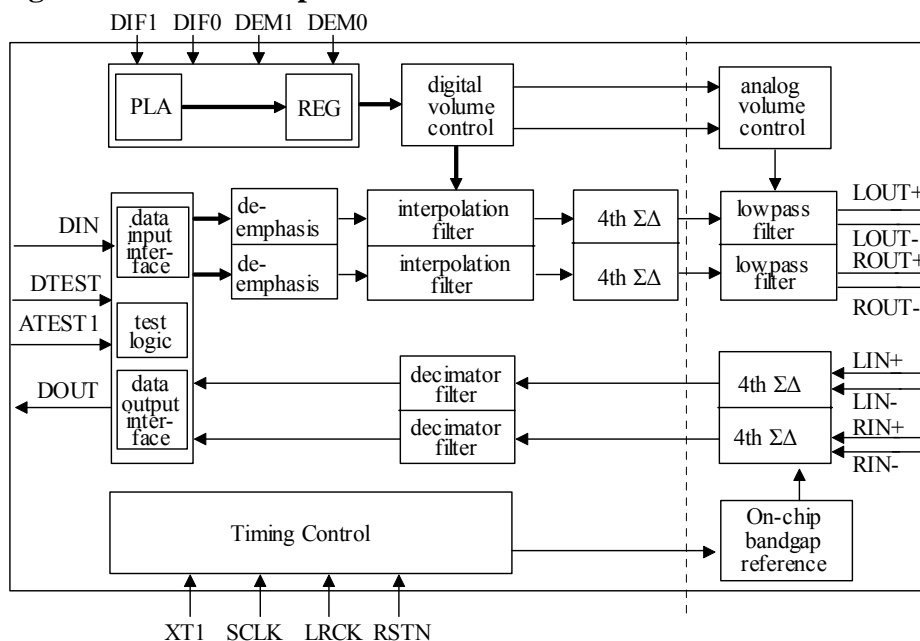 DIF1 DIF0 DEM1 DEM0
PLA
REG
digital
volume
control
analog
volume
control
DIN
DTEST
ATEST1
DOUT
data
input
inter-
face
test
logic
data
output
inter-
face
de-
emphasis
de-
emphasis
interpolation
filter
interpolation
filter
4th ΣΔ
4th ΣΔ
lowpass
filter
lowpass
filter
LOUT+
LOUT-
ROUT+
ROUT-
decimator
filter
decimator
filter
4th ΣΔ
4th ΣΔ
LIN+
LIN-
RIN+
RIN-
Timing Control
On-chip
bandgap
reference
XT1 SCLK LRCK RSTN